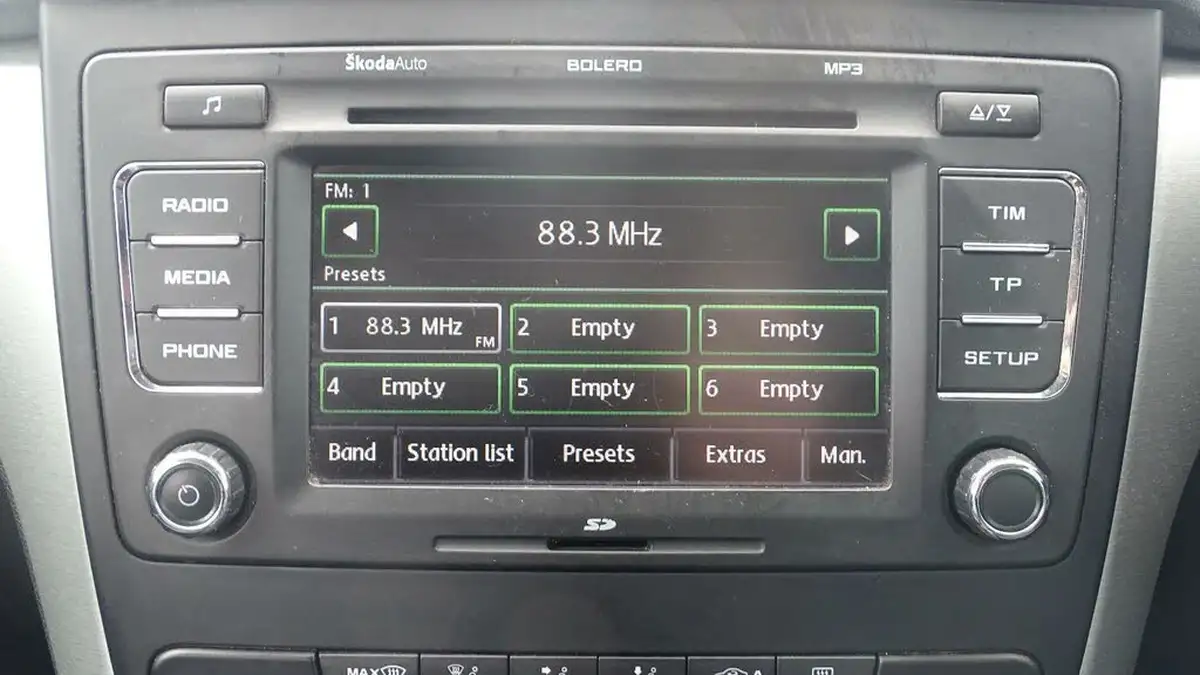 ŠkodaAuto BOLERO MP3
RADIO
MEDIA
PHONE
FM: 1
88.3 MHz
Presets
1 88.3 MHz FM 2 Empty 3 Empty
4 Empty 5 Empty 6 Empty
Band Station list Presets Extras Man.
TIM
TP
SETUP
SD
MAX A